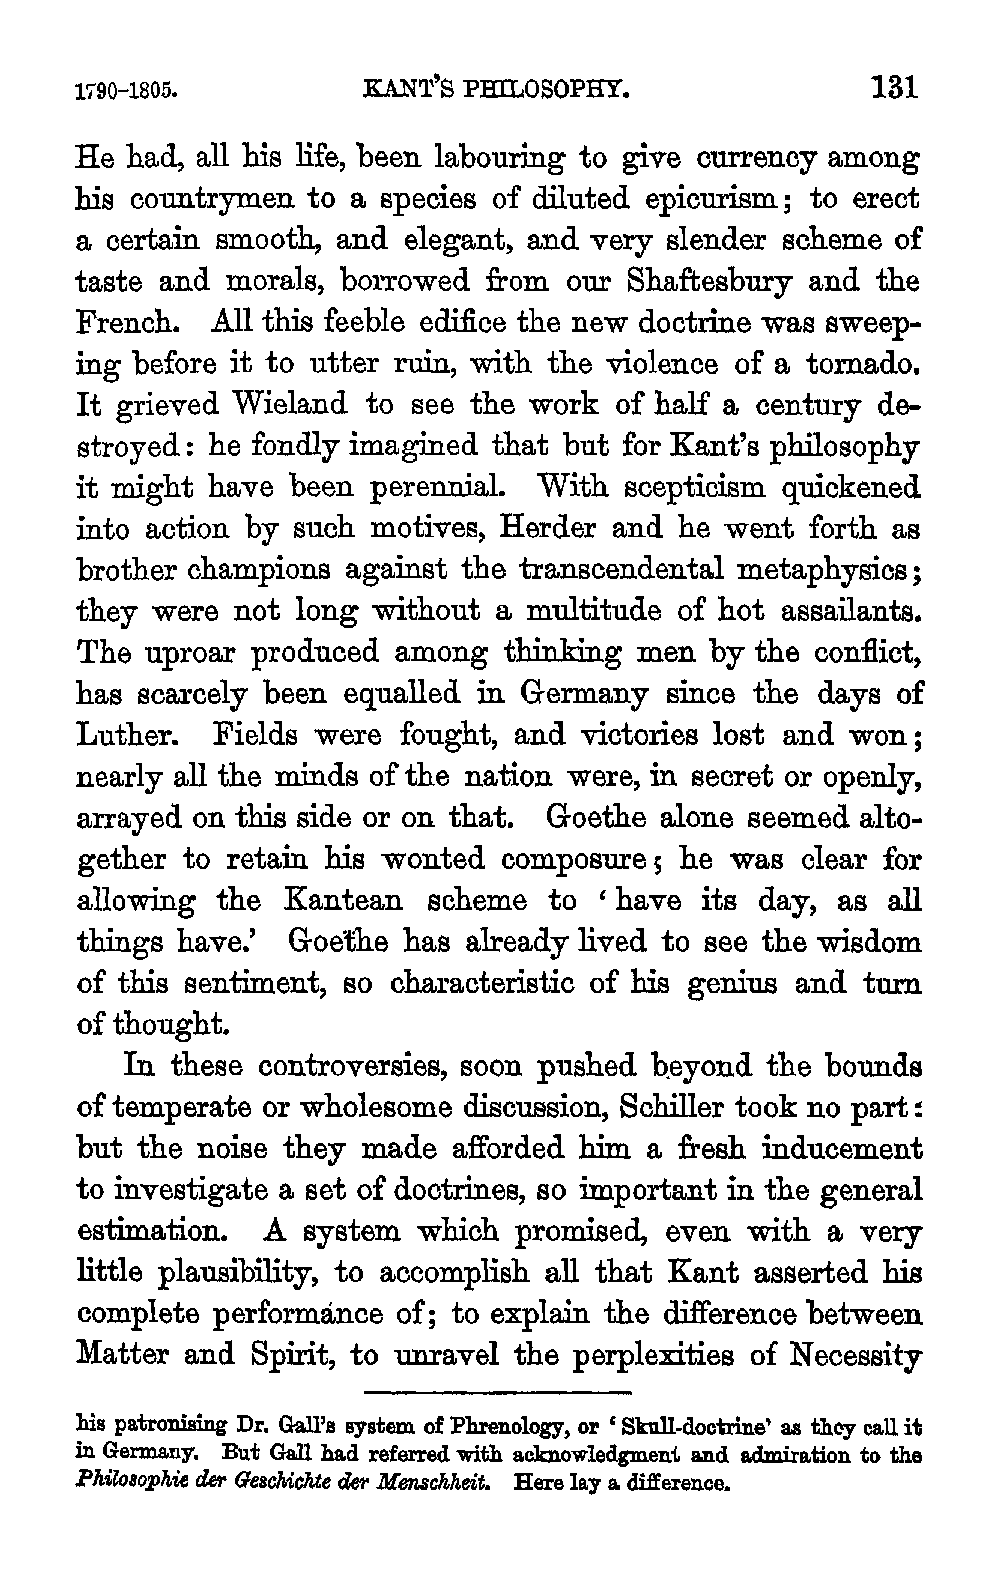 1790-1805. KANT'S PHILOSOPHY. 131
He had, all his life, been labouring to give currency among
his countrymen to a species of diluted epicurism; to erect
a certain smooth, and elegant, and very slender scheme of
taste and morals, borrowed from our Shaftesbury and the
French. All this feeble edifice the new doctrine was sweep-
ing before it to utter ruin, with the violence of a tornado.
It grieved Wieland to see the work of half a century de-
stroyed: he fondly imagined that but for Kant's philosophy
it might have been perennial. With scepticism quickened
into action by such motives, Herder and he went forth as
brother champions against the transcendental metaphysics;
they were not long without a multitude of hot assailants.
The uproar produced among thinking men by the conflict,
has scarcely been equalled in Germany since the days of
Luther. Fields were fought, and victories lost and won;
nearly all the minds of the nation were, in secret or openly,
arrayed on this side or on that. Goethe alone seemed alto-
gether to retain his wonted composure; he was clear for
allowing the Kantean scheme to 'have its day, as all
things have.' Goethe has already lived to see the wisdom
of this sentiment, so characteristic of his genius and turn
of thought.
In these controversies, soon pushed beyond the bounds
of temperate or wholesome discussion, Schiller took no part:
but the noise they made afforded him a fresh inducement
to investigate a set of doctrines, so important in the general
estimation. A system which promised, even with a very
little plausibility, to accomplish all that Kant asserted his
complete performance of; to explain the difference between
Matter and Spirit, to unravel the perplexities of Necessity
his patronising Dr. Gall's system of Phrenology, or 'Skull-doctrine' as they call it
in Germany. But Gall had referred with acknowledgment and admiration to the
Philosophie der Geschichte der Menschheit. Here lay a difference.